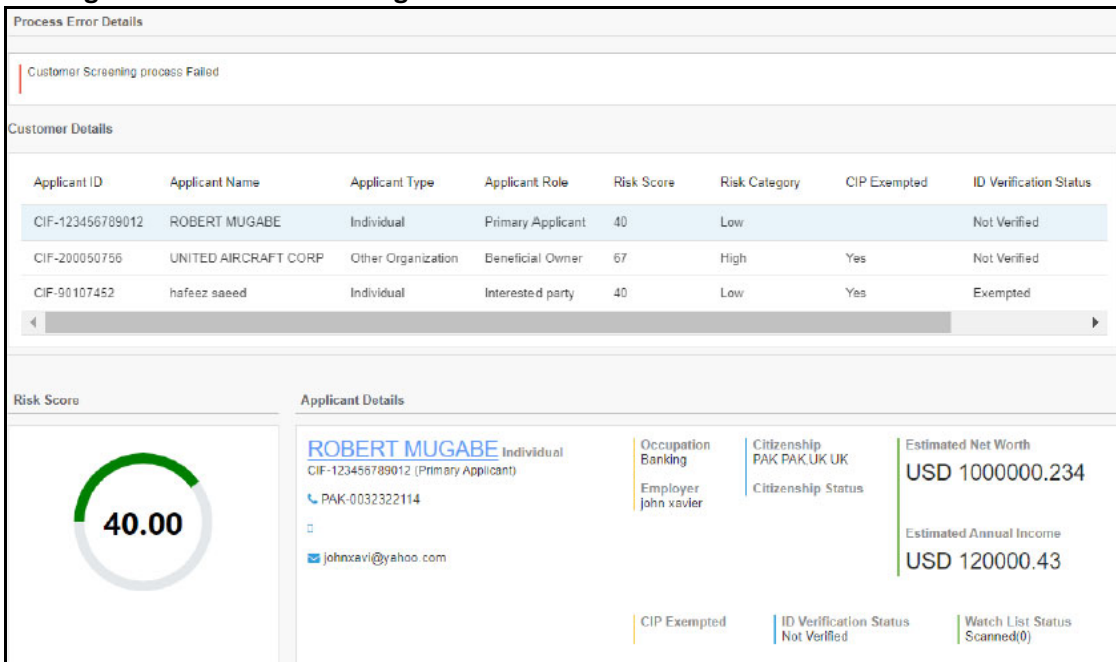 Process Error Details
Customer Screening process Failed
Customer Details
Applicant ID Applicant Name Applicant Type Applicant Role Risk Score Risk Category CIP Exempted ID Verification Status
CIF-123456789012 ROBERT MUGABE Individual Primary Applicant 40 Low Not Verified
CIF-200050756 UNITED AIRCRAFT CORP Other Organization Beneficial Owner 67 High Yes Not Verified
CIF-90107452 hafeez saeed Individual Interested party 40 Low Yes Exempted
Risk Score Applicant Details
40.00
ROBERT MUGABE Individual
CIF-123456789012 (Primary Applicant)
PAK-0032322114
johnxavi@yahoo.com
Occupation
Banking
Employer
john xavier
Citizenship
PAK PAK,UK UK
Citizenship Status
Estimated Net Worth
USD 1000000.234
Estimated Annual Income
USD 120000.43
CIP Exempted
ID Verification Status
Not Verified
Watch List Status
Scanned(0)